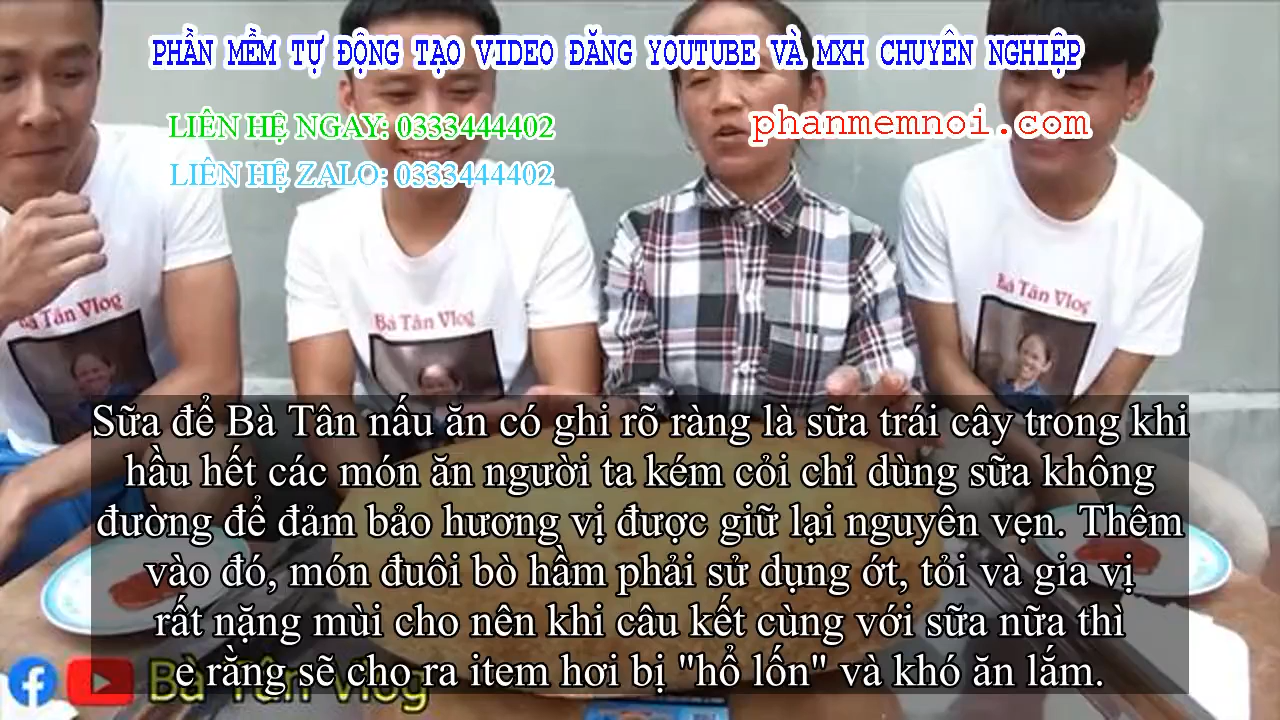 PHẦN MỀM TỰ ĐỘNG TẠO VIDEO ĐĂNG YOUTUBE VÀ MXH CHUYÊN NGHIỆP
LIÊN HỆ NGAY: 0333444402
phanmemnoi.com
LIÊN HỆ ZALO: 0333444402
Bà Tân Vlog
Bà Tân Vlog
Bà Tân Vlog
Sữa để Bà Tân nấu ăn có ghi rõ ràng là sữa trái cây trong khi
hầu hết các món ăn người ta kém cỏi chỉ dùng sữa không
đường để đảm bảo hương vị được giữ lại nguyên vẹn. Thêm
vào đó, món đuôi bò hầm phải sử dụng ớt, tỏi và gia vị
rất nặng mùi cho nên khi câu kết cùng với sữa nữa thì
e rằng sẽ cho ra item hơi bị "hổ lốn" và khó ăn lắm.
Bà Tân Vlog